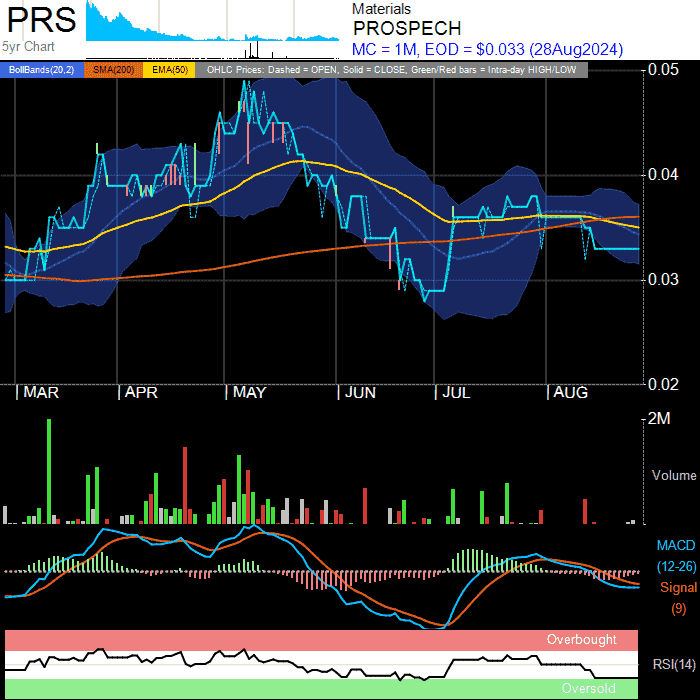 PRS
5yr Chart
Materials
PROSPECH
MC = 1M, EOD = $0.033 (28Aug2024)
BollBands(20,2) SMA(200) EMA(50) OHLC Prices: Dashed = OPEN, Solid = CLOSE, Green/Red bars = Intra-day HIGH/LOW
0.05
0.04
0.03
0.02
MAR APR MAY JUN JUL AUG
2M
Volume
MACD
(12-26)
Signal
(9)
Overbought
RSI(14)
Oversold